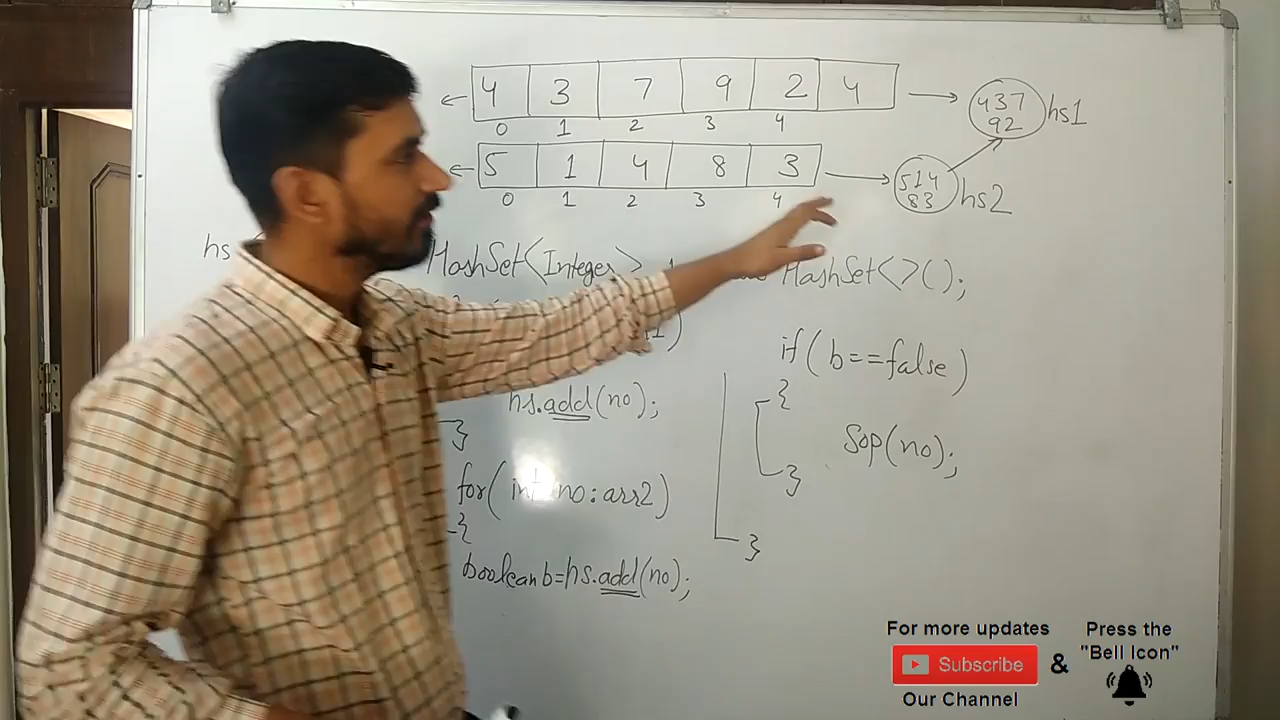 4 3 7 9 2 4
437
92
hs1
0 1 2 3 4
5 1 4 8 3
514
83
hs2
0 1 2 3 4
hs
HashSet<Integer>
HashSet<>();
if(b==false)
{
hs.add(no);
}
Sop(no);
}
for(int no:arr2)
{
}
boolean b=hs.add(no);
For more updates
Subscribe
Our Channel
&
Press the
"Bell Icon"